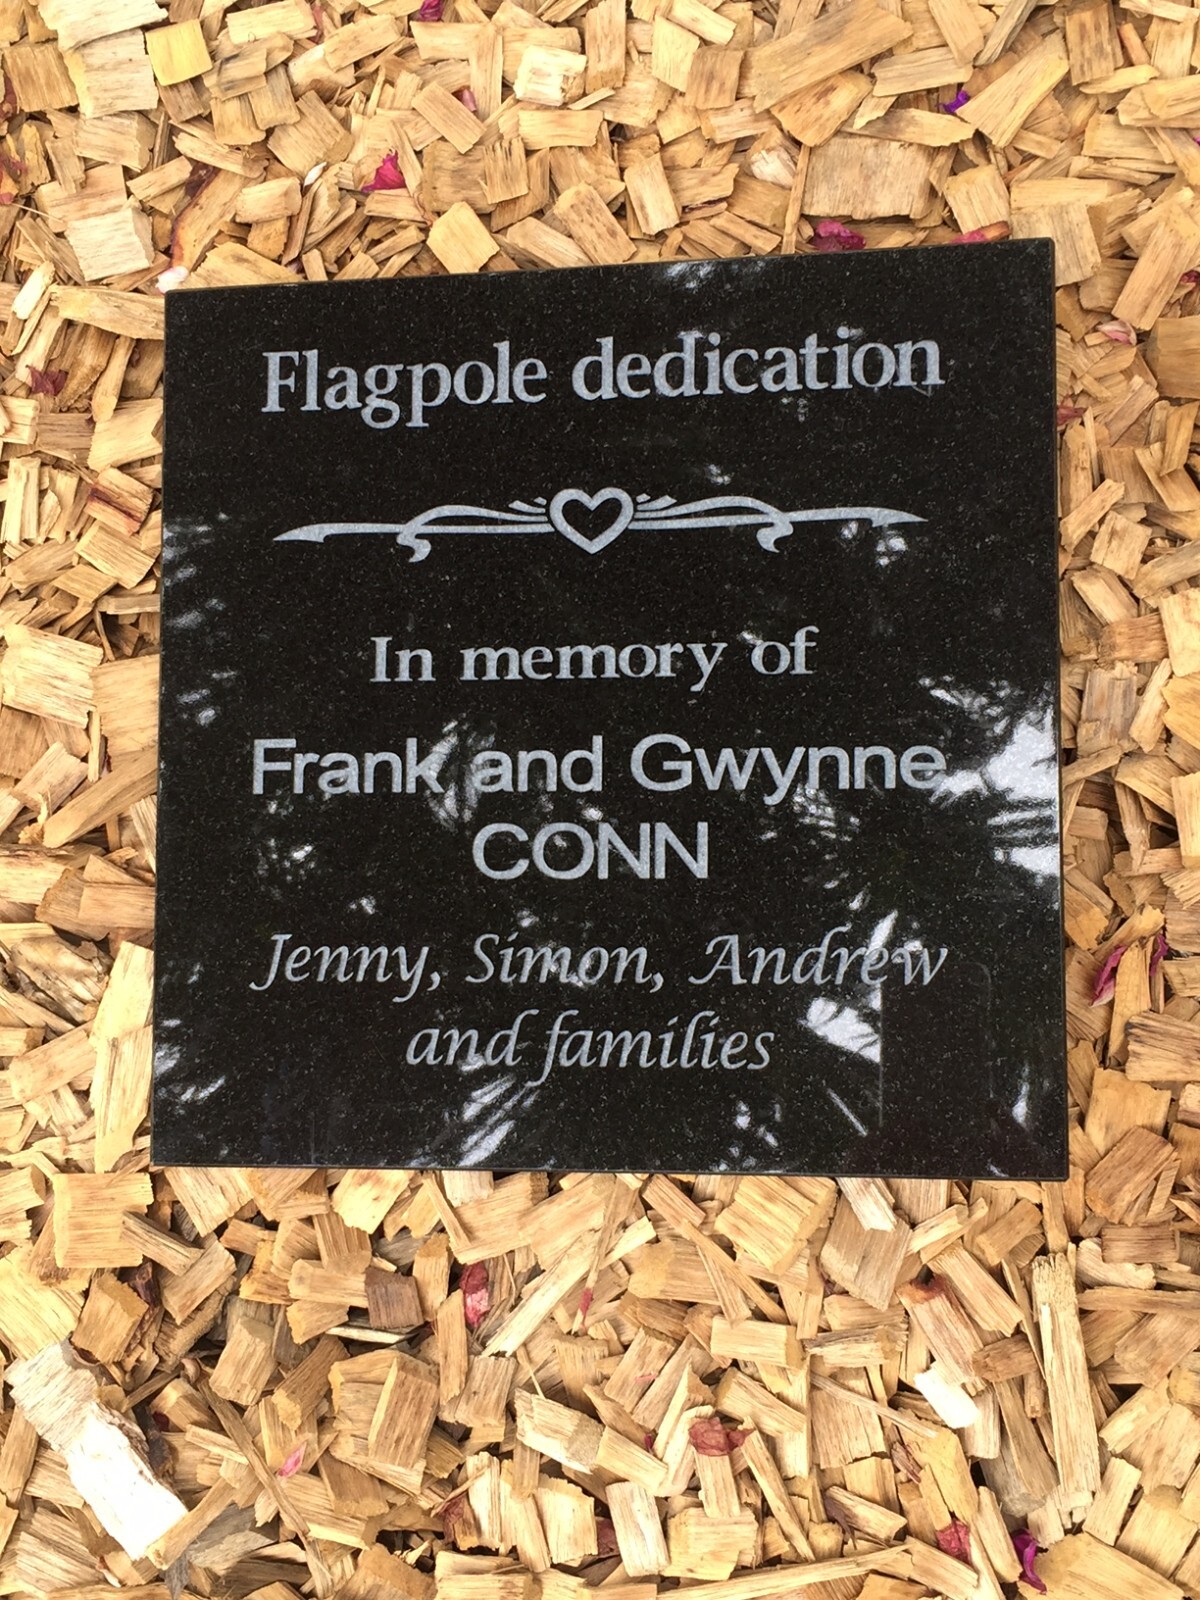 Flagpole dedication
In memory of
Frank and Gwynne
CONN
Jenny, Simon, Andrew
and families